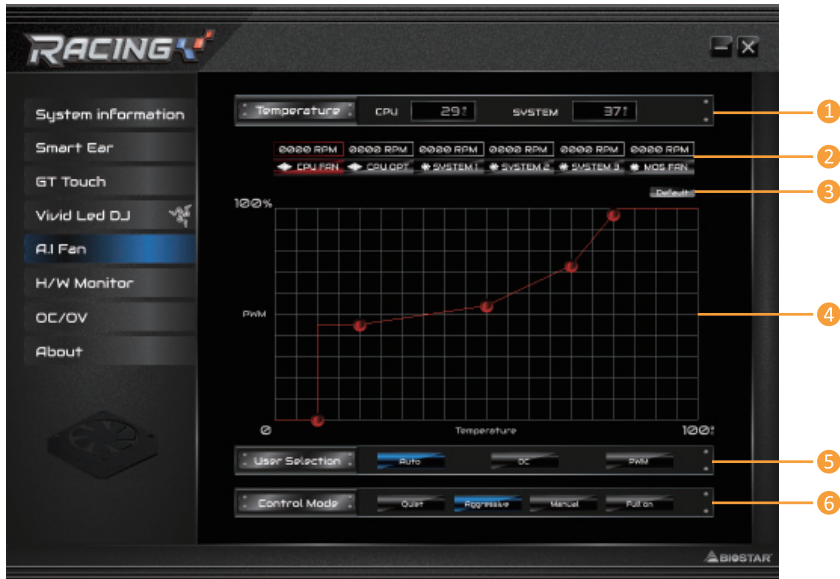 RACING
System information
Smart Ear
GT Touch
Vivid Led DJ
A.I Fan
H/W Monitor
OC/OV
About
Temperature CPU 29 SYSTEM 37
0000 RPM 0000 RPM 0000 RPM 0000 RPM 0000 RPM 0000 RPM
CPU FAN CPU OPT SYSTEM 1 SYSTEM 2 SYSTEM 3 MOS FAN
Default
100%
PWM
0 Temperature 100
User Selection Auto DC PWM
Control Mode Quiet Aggressive Manual Full on
BIOSTAR
1
2
3
4
5
6